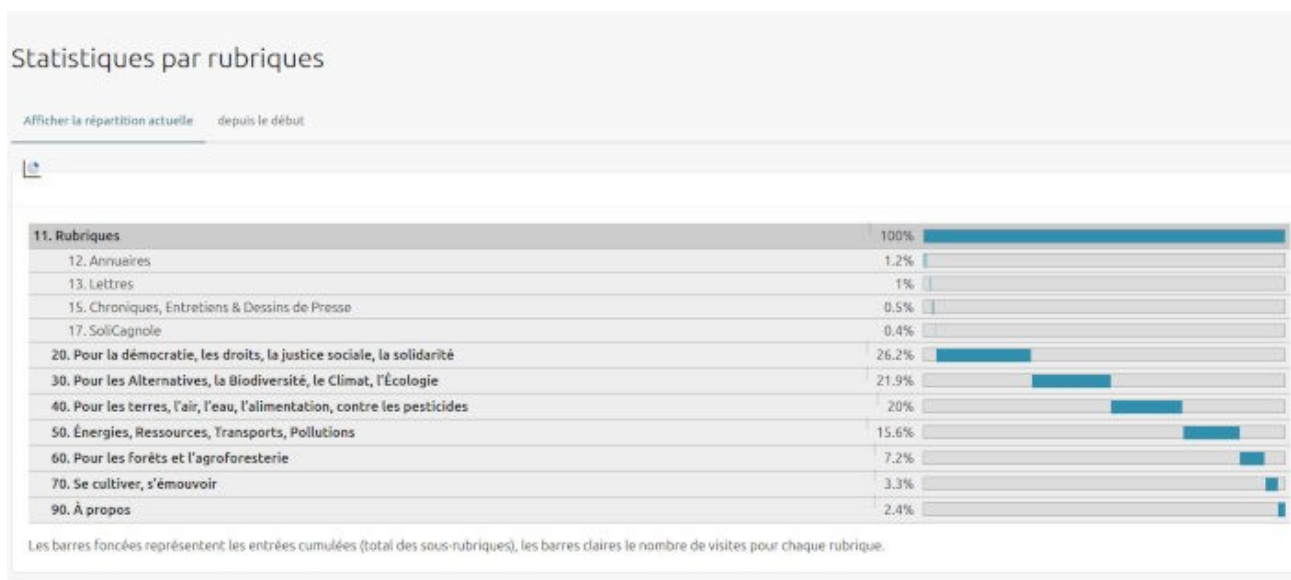 Statistiques par rubriques
Afficher la répartition actuelle depuis le début
11. Rubriques 100%
12. Annuaires 1.2%
13. Lettres 1%
15. Chroniques, Entretiens & Dessins de Presse 0.5%
17. SoliCagnole 0.4%
20. Pour la démocratie, les droits, la justice sociale, la solidarité 26.2%
30. Pour les Alternatives, la Biodiversité, le Climat, l'Écologie 21.9%
40. Pour les terres, l'air, l'eau, l'alimentation, contre les pesticides 20%
50. Énergies, Ressources, Transports, Pollutions 15.6%
60. Pour les forêts et l'agroforesterie 7.2%
70. Se cultiver, s'émouvoir 3.3%
90. À propos 2.4%
Les barres foncées représentent les entrées cumulées (total des sous-rubriques), les barres claires le nombre de visites pour chaque rubrique.